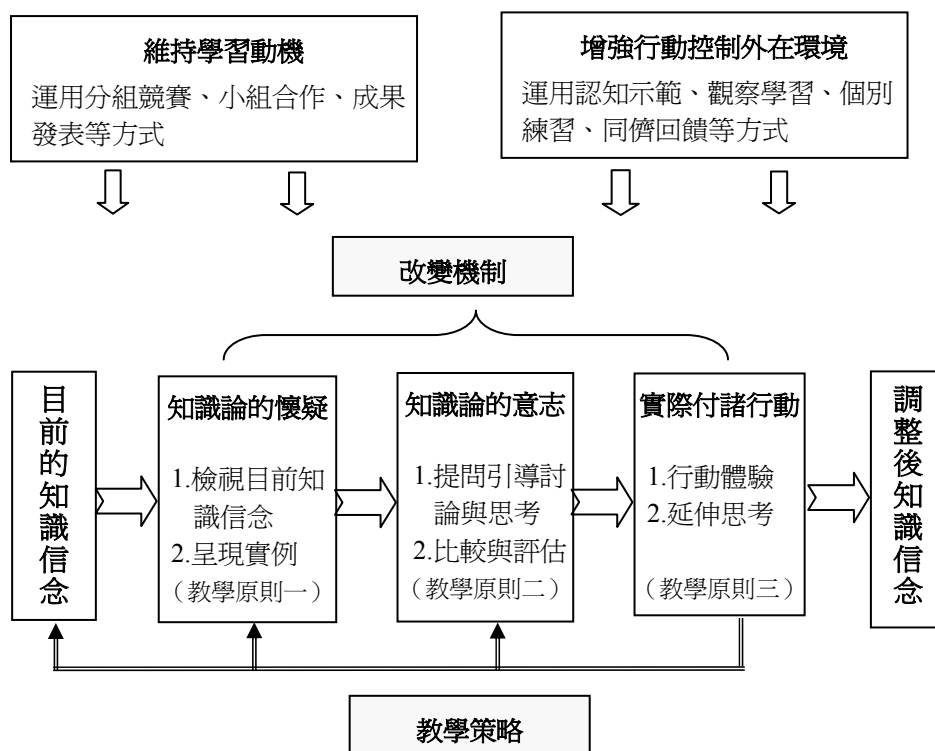 維持學習動機
運用分組競賽、小組合作、成果
發表等方式
增強行動控制外在環境
運用認知示範、觀察學習、個別
練習、同儕回饋等方式
改變機制
目前的知識信念
知識論的懷疑
1.檢視目前知
識信念
2.呈現實例
（教學原則一）
知識論的意志
1.提問引導討
論與思考
2.比較與評估
（教學原則二）
實際付諸行動
1.行動體驗
2.延伸思考
（教學原則三）
調整後知識信念
教學策略